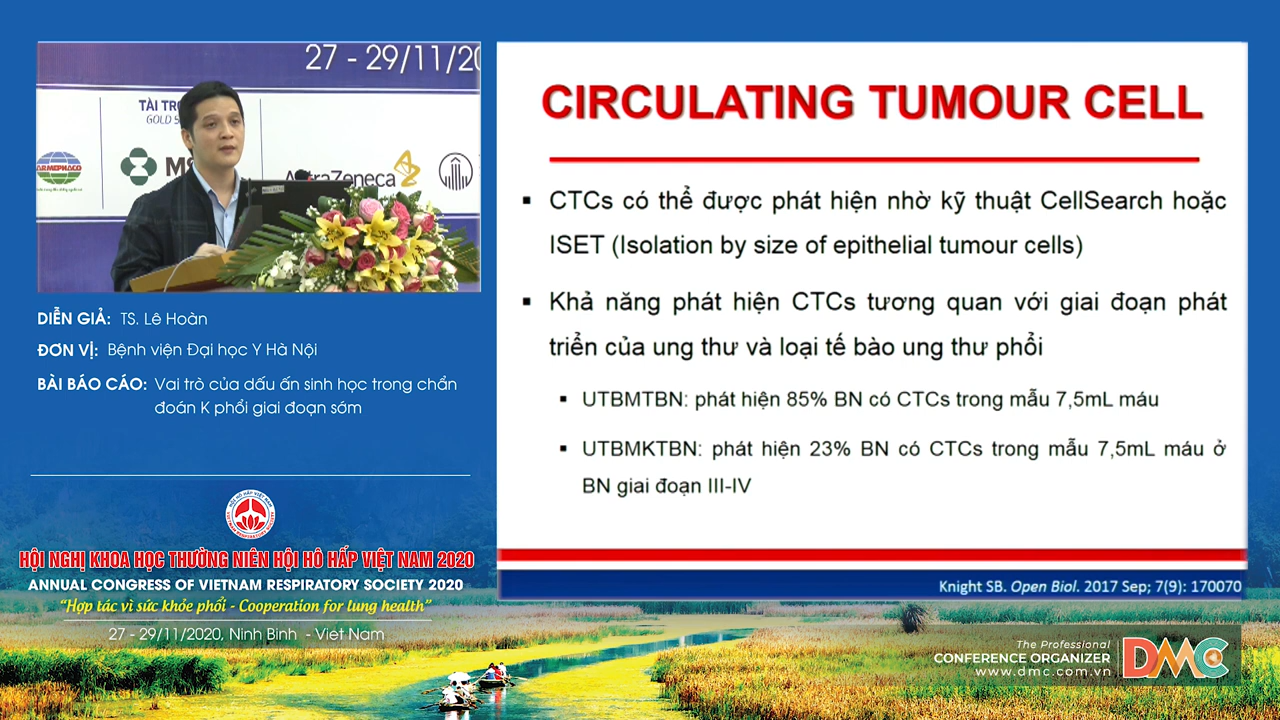 27 - 29/11/20
TÀI TRỢ
GOLD
ARMEPHACO
AstraZeneca
DIỄN GIẢ: TS. Lê Hoàn
ĐƠN VỊ: Bệnh viện Đại học Y Hà Nội
BÀI BÁO CÁO: Vai trò của dấu ấn sinh học trong chẩn
đoán K phổi giai đoạn sớm
HỘI NGHỊ KHOA HỌC THƯỜNG NIÊN HỘI HÔ HẤP VIỆT NAM 2020
ANNUAL CONGRESS OF VIETNAM RESPIRATORY SOCIETY 2020
“Hợp tác vì sức khỏe phổi - Cooperation for lung health”
27 - 29/11/2020, Ninh Binh - Viet Nam
CIRCULATING TUMOUR CELL
▪ CTCs có thể được phát hiện nhờ kỹ thuật CellSearch hoặc
ISET (Isolation by size of epithelial tumour cells)
▪ Khả năng phát hiện CTCs tương quan với giai đoạn phát
triển của ung thư và loại tế bào ung thư phổi
▪ UTBMTBN: phát hiện 85% BN có CTCs trong mẫu 7,5mL máu
▪ UTBMKTBN: phát hiện 23% BN có CTCs trong mẫu 7,5mL máu ở
BN giai đoạn III-IV
Knight SB. Open Biol. 2017 Sep; 7(9): 170070
The Professional
CONFERENCE ORGANIZER
www.dmc.com.vn
DMC